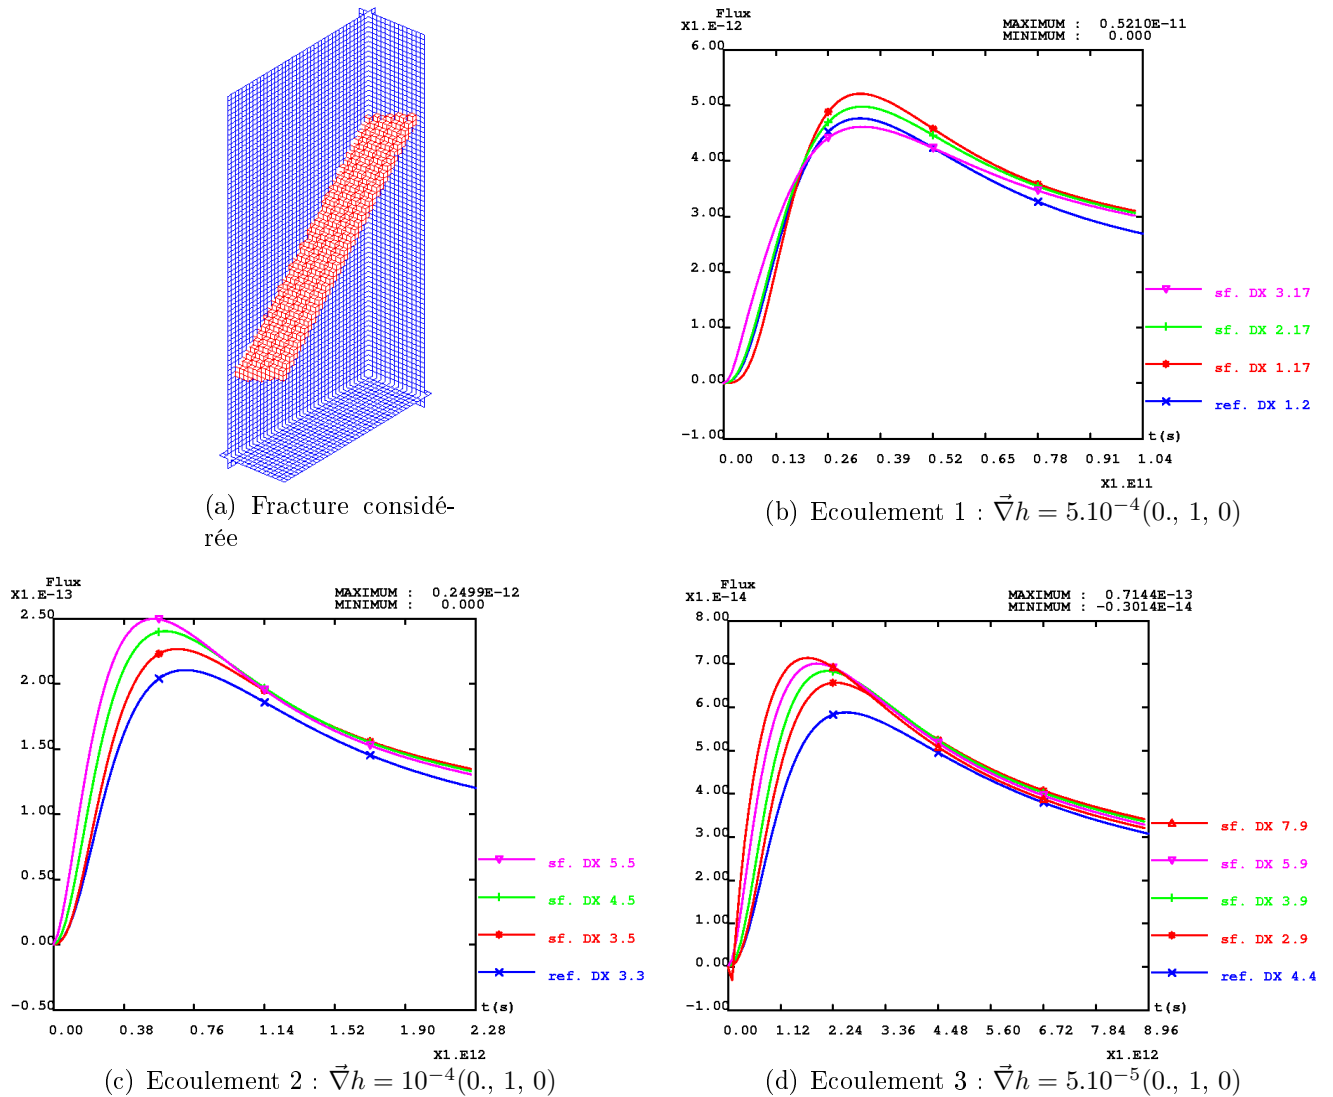 Flux
X1.E-12
MAXIMUM : 0.5210E-11
MINIMUM : 0.000
6.00
5.00
4.00
3.00
2.00
1.00
0.00
-1.00
t(s)
0.00 0.13 0.26 0.39 0.52 0.65 0.78 0.91 1.04
X1.E11
sf. DX 3.17
sf. DX 2.17
sf. DX 1.17
ref. DX 1.2
(a) Fracture considé-
rée
(b) Ecoulement 1 : ∇⃗h = 5.10⁻⁴(0., 1, 0)
Flux
X1.E-13
MAXIMUM : 0.2499E-12
MINIMUM : 0.000
2.50
2.00
1.50
1.00
0.50
0.00
-0.50
t(s)
0.00 0.38 0.76 1.14 1.52 1.90 2.28
X1.E12
sf. DX 5.5
sf. DX 4.5
sf. DX 3.5
ref. DX 3.3
(c) Ecoulement 2 : ∇⃗h = 10⁻⁴(0., 1, 0)
Flux
X1.E-14
MAXIMUM : 0.7144E-13
MINIMUM : -0.3014E-14
8.00
7.00
6.00
5.00
4.00
3.00
2.00
1.00
0.00
-1.00
t(s)
0.00 1.12 2.24 3.36 4.48 5.60 6.72 7.84 8.96
X1.E12
sf. DX 7.9
sf. DX 5.9
sf. DX 3.9
sf. DX 2.9
ref. DX 4.4
(d) Ecoulement 3 : ∇⃗h = 5.10⁻⁵(0., 1, 0)